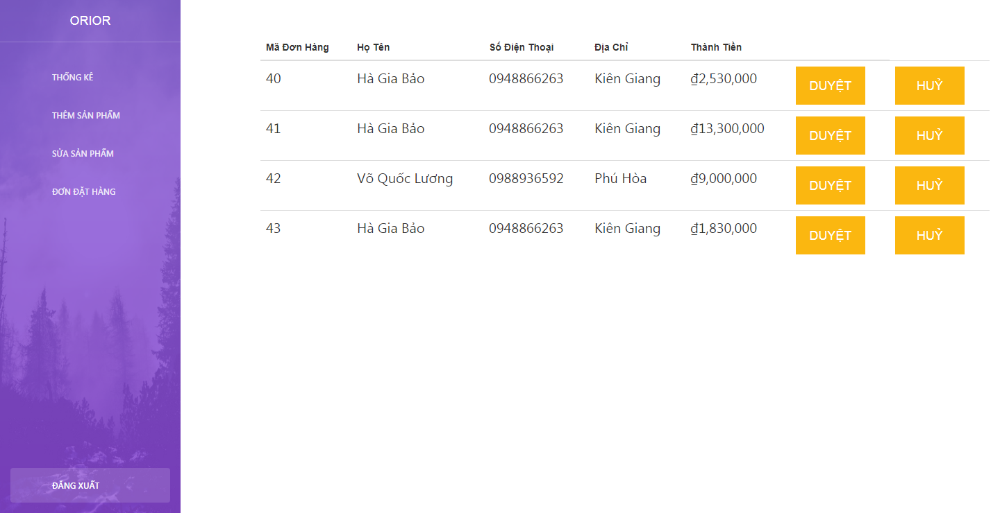 ORIOR
THỐNG KÊ
THÊM SẢN PHẨM
SỬA SẢN PHẨM
ĐƠN ĐẶT HÀNG
ĐĂNG XUẤT
Mã Đơn Hàng Họ Tên Số Điện Thoại Địa Chỉ Thành Tiền
40 Hà Gia Bảo 0948866263 Kiên Giang ₫2,530,000 DUYỆT HUỶ
41 Hà Gia Bảo 0948866263 Kiên Giang ₫13,300,000 DUYỆT HUỶ
42 Võ Quốc Lương 0988936592 Phú Hòa ₫9,000,000 DUYỆT HUỶ
43 Hà Gia Bảo 0948866263 Kiên Giang ₫1,830,000 DUYỆT HUỶ